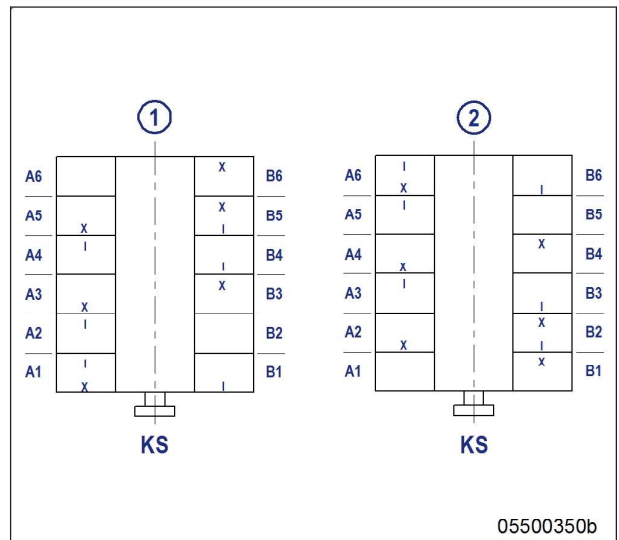 1
X
A6 B6
X
A5 B5
X I
I
A4 B4
I
X
A3 B3
X
I
A2 B2
I
A1 B1
X I
KS
2
I
A6 B6
X I
I
A5 B5
X
A4 B4
X
I
A3 B3
I
X
A2 B2
X I
X
A1 B1
KS
05500350b